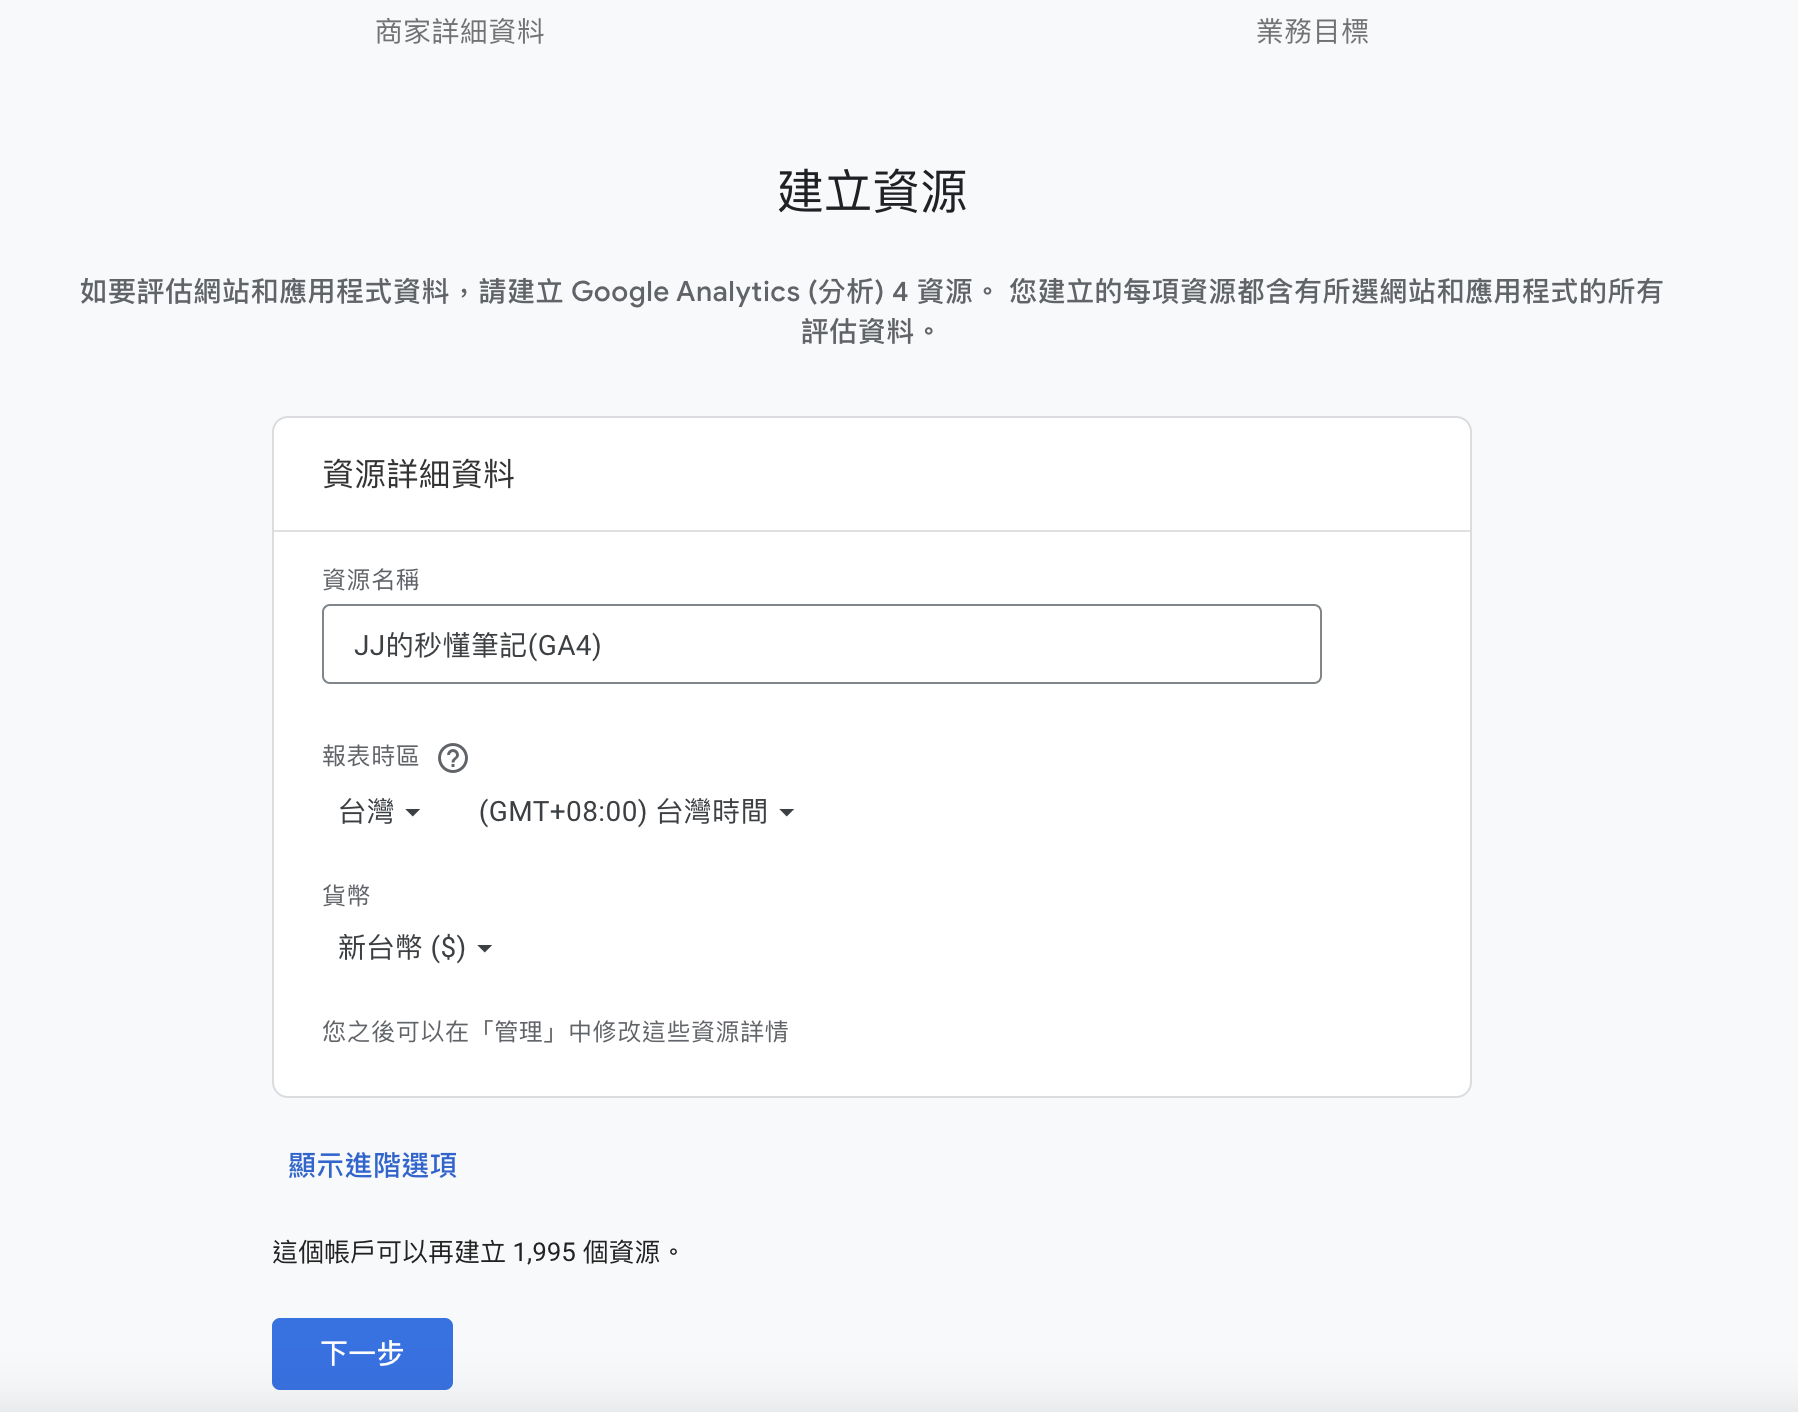 商家詳細資料
業務目標
建立資源
如要評估網站和應用程式資料，請建立 Google Analytics (分析) 4 資源。 您建立的每項資源都含有所選網站和應用程式的所有
評估資料。
資源詳細資料
資源名稱
JJ的秒懂筆記(GA4)
報表時區
台灣 (GMT+08:00) 台灣時間
貨幣
新台幣 ($)
您之後可以在「管理」中修改這些資源詳情
顯示進階選項
這個帳戶可以再建立 1,995 個資源。
下一步